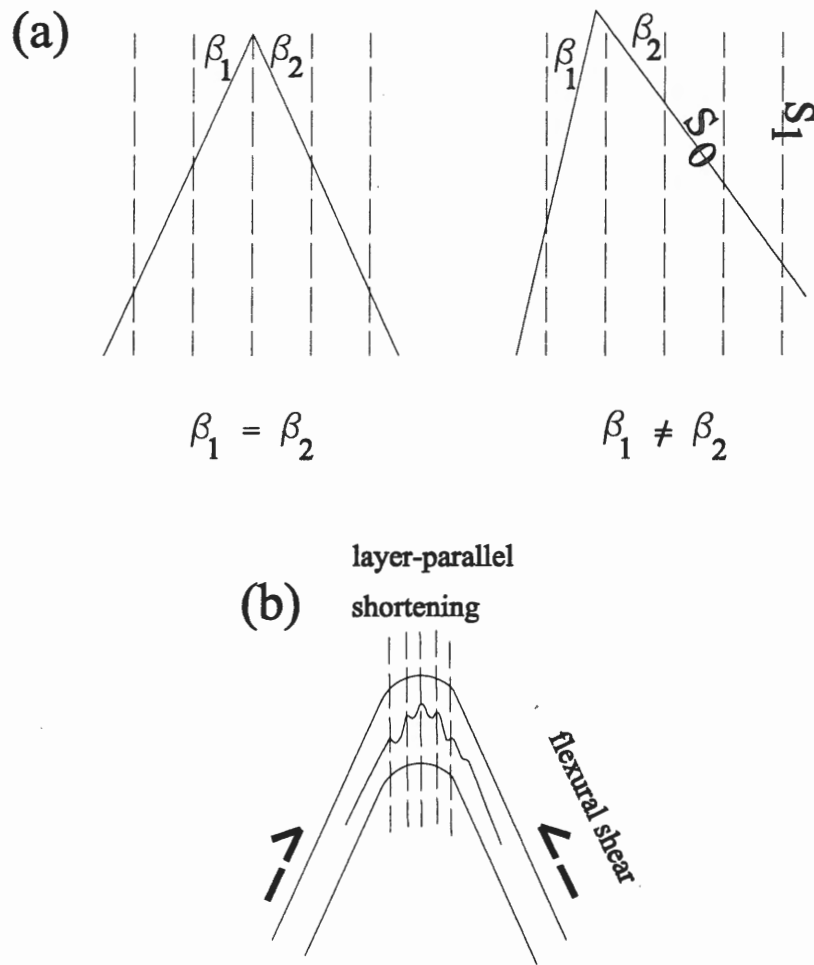 (a)
β1 β2
β1 β2
S0
S1
β1 = β2
β1 ≠ β2
layer-parallel
(b)
shortening
flexural shear